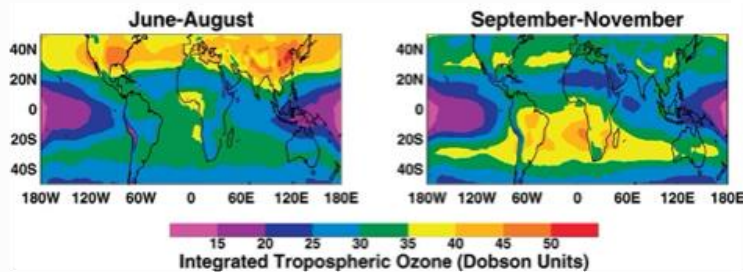 June-August
September-November
40N
20N
0
20S
40S
180W 120W 60W 0 60E 120E 180E
40N
20N
0
20S
40S
180W 120W 60W 0 60E 120E 180E
15 20 25 30 35 40 45 50
Integrated Tropospheric Ozone (Dobson Units)